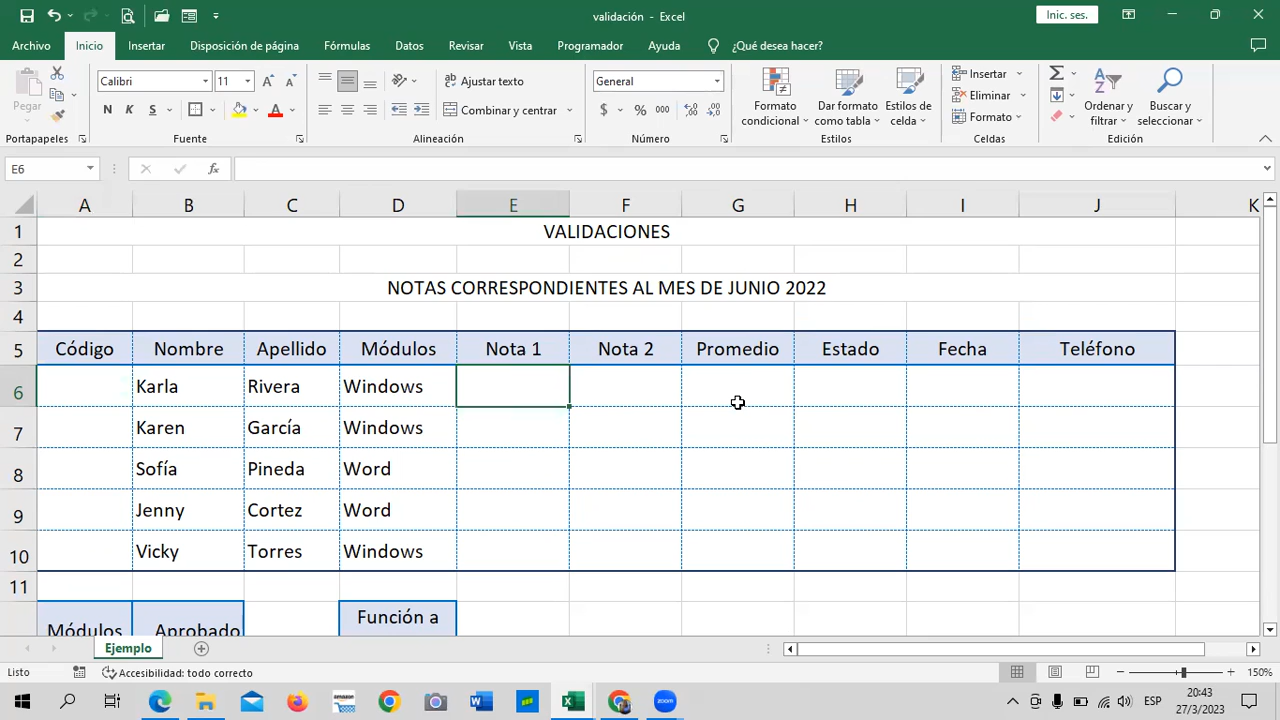 validación - Excel
Inic. ses.
Archivo Inicio Insertar Disposición de página Fórmulas Datos Revisar Vista Programador Ayuda ¿Qué desea hacer?
Pegar
Calibri 11
N K S
Ajustar texto
Combinar y centrar
General
$ % 000
Formato condicional
Dar formato como tabla
Estilos de celda
Insertar
Eliminar
Formato
Ordenar y filtrar
Buscar y seleccionar
Portapapeles Fuente Alineación Número Estilos Celdas Edición
E6 fx
A B C D E F G H I J K
1 VALIDACIONES
2
3 NOTAS CORRESPONDIENTES AL MES DE JUNIO 2022
4
5 Código Nombre Apellido Módulos Nota 1 Nota 2 Promedio Estado Fecha Teléfono
6 Karla Rivera Windows
7 Karen García Windows
8 Sofía Pineda Word
9 Jenny Cortez Word
10 Vicky Torres Windows
11
Módulos Aprobado Función a
Ejemplo
Listo Accesibilidad: todo correcto 150%
amazon
zoom
ESP
20:43
27/3/2023